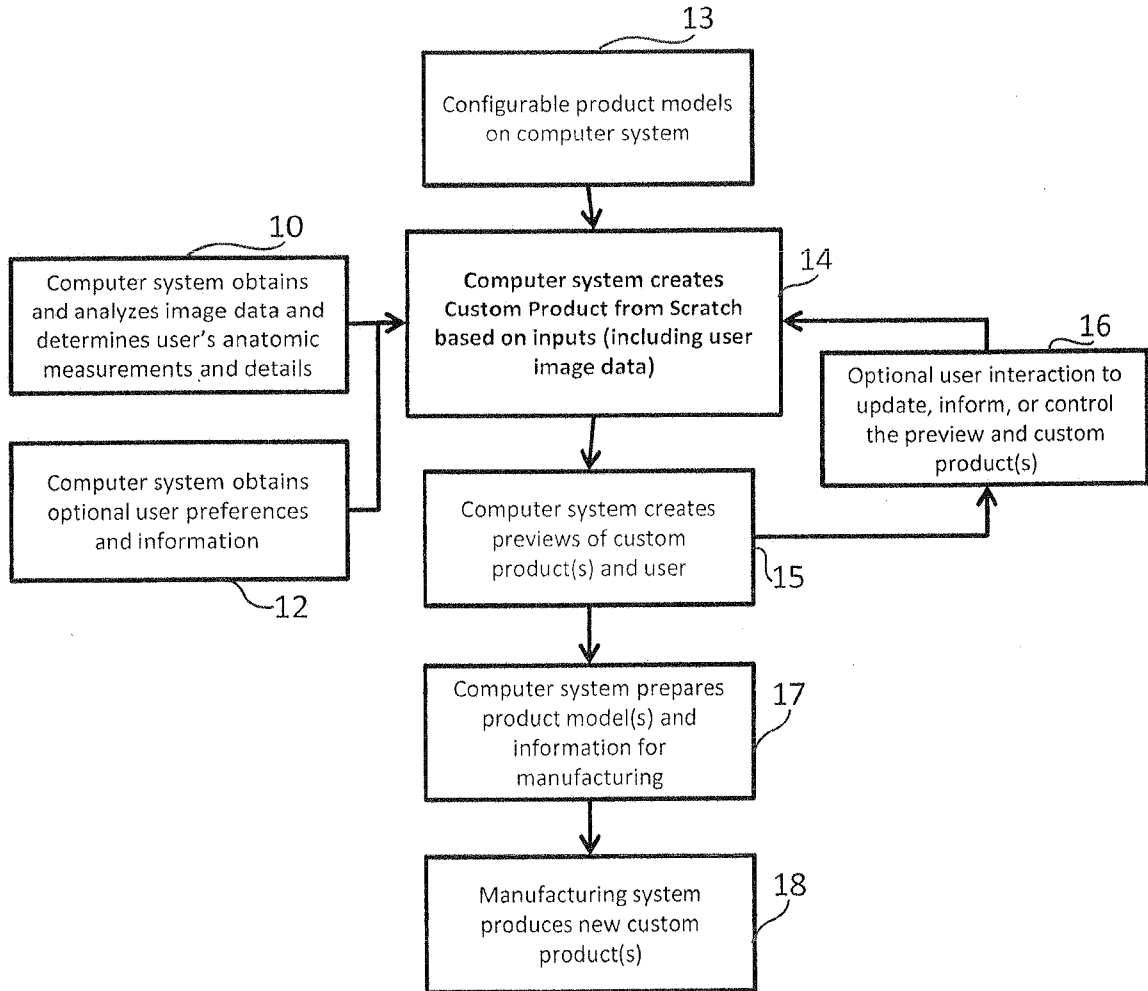 13
Configurable product models
on computer system
10
Computer system obtains
and analyzes image data and
determines user's anatomic
measurements and details
Computer system creates
Custom Product from Scratch
based on inputs (including user
image data)
14
16
Optional user interaction to
update, inform, or control
the preview and custom
product(s)
Computer system obtains
optional user preferences
and information
12
Computer system creates
previews of custom
product(s) and user
15
Computer system prepares
product model(s) and
information for
manufacturing
17
Manufacturing system
produces new custom
product(s)
18